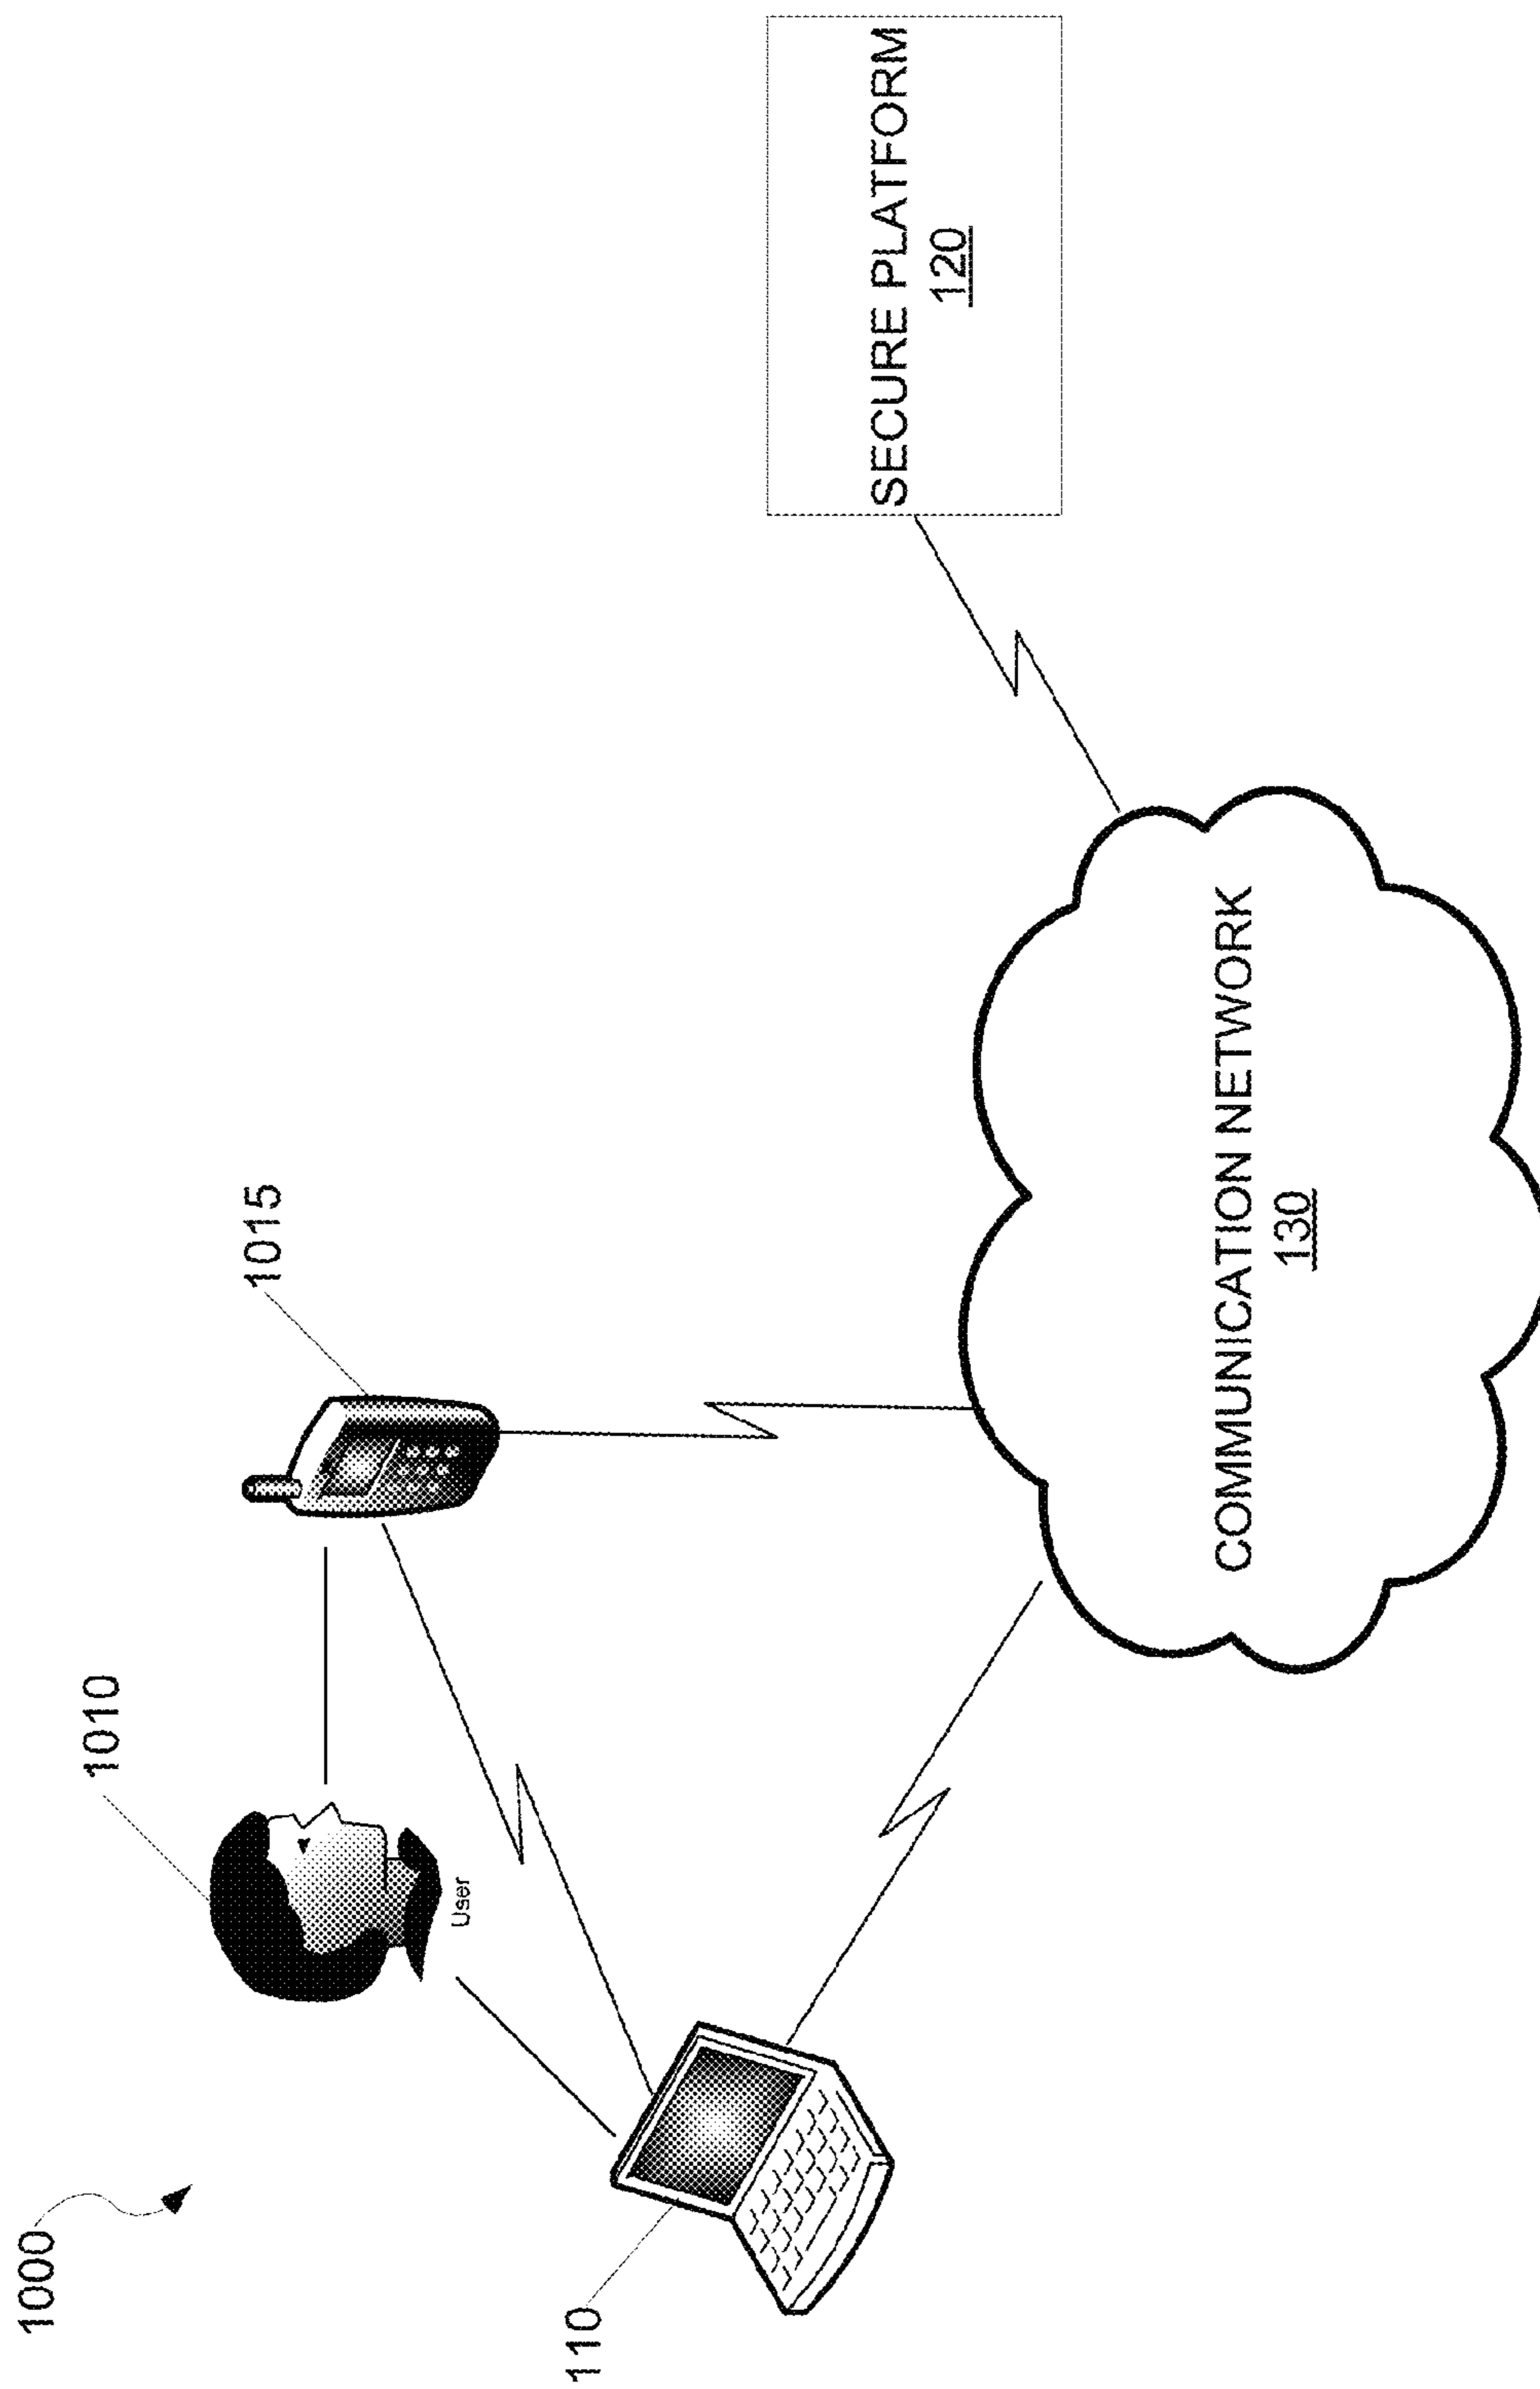 1000
1010
User
1015
110
SECURE PLATFORM
120
COMMUNICATION NETWORK
130